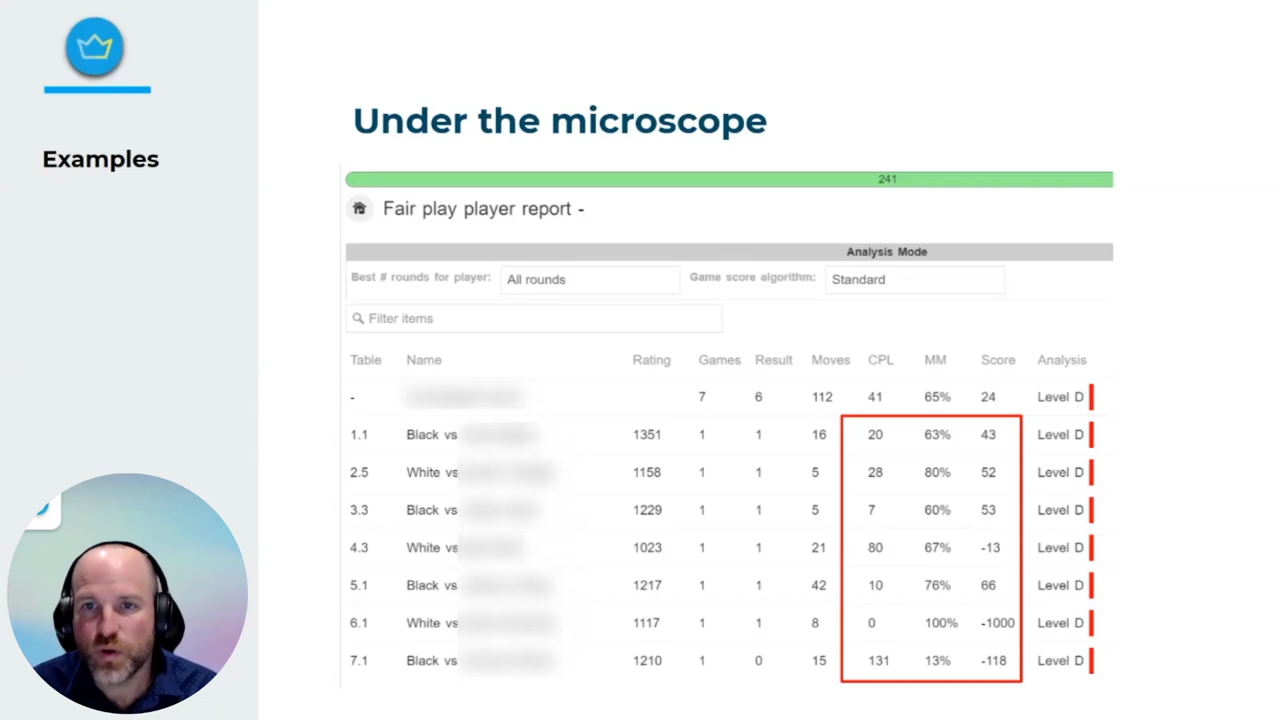 Examples
Under the microscope
241
Fair play player report -
Analysis Mode
Best # rounds for player: All rounds Game score algorithm: Standard
Filter items
Table Name Rating Games Result Moves CPL MM Score Analysis
- 7 6 112 41 65% 24 Level D
1.1 Black vs 1351 1 1 16 20 63% 43 Level D
2.5 White vs 1158 1 1 5 28 80% 52 Level D
3.3 Black vs 1229 1 1 5 7 60% 53 Level D
4.3 White vs 1023 1 1 21 80 67% -13 Level D
5.1 Black vs 1217 1 1 42 10 76% 66 Level D
6.1 White vs 1117 1 1 8 0 100% -1000 Level D
7.1 Black vs 1210 1 0 15 131 13% -118 Level D